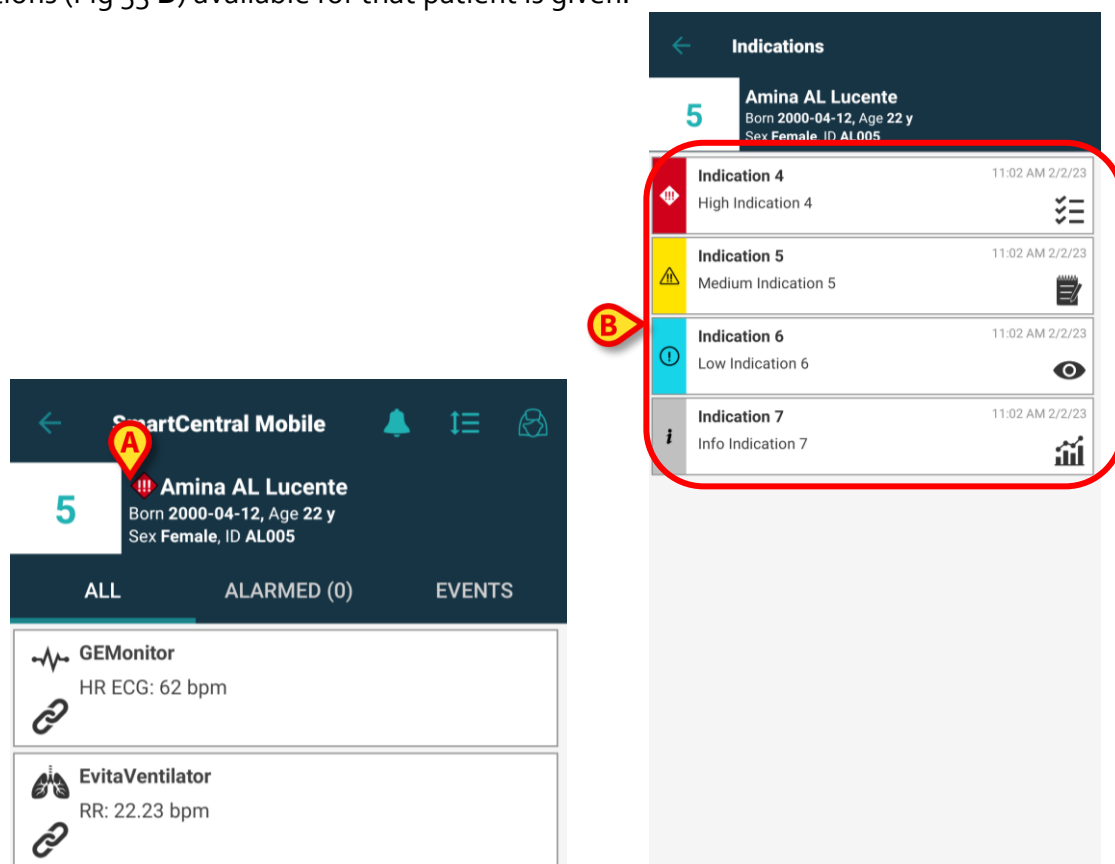 tions (Fig B) available for that patient is given.
Indications
5
Amina AL Lucente
Born 2000-04-12, Age 22 y
Sex Female, ID AL005
Indication 4
11:02 AM 2/2/23
High Indication 4
Indication 5
11:02 AM 2/2/23
Medium Indication 5
B
Indication 6
11:02 AM 2/2/23
Low Indication 6
Indication 7
11:02 AM 2/2/23
Info Indication 7
SmartCentral Mobile
A
5
Amina AL Lucente
Born 2000-04-12, Age 22 y
Sex Female, ID AL005
ALL ALARMED (0) EVENTS
GEMonitor
HR ECG: 62 bpm
EvitaVentilator
RR: 22.23 bpm